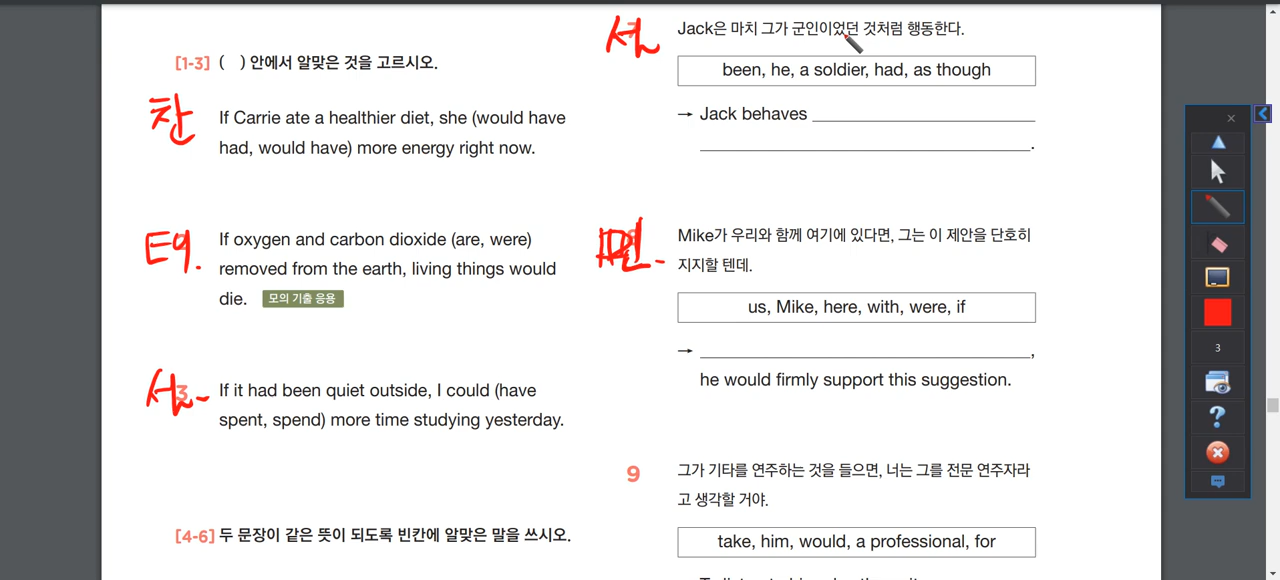 [1-3] ( ) 안에서 알맞은 것을 고르시오.
찬
If Carrie ate a healthier diet, she (would have
had, would have) more energy right now.
If oxygen and carbon dioxide (are, were)
removed from the earth, living things would
die. 모의 기출 응용
3
If it had been quiet outside, I could (have
spent, spend) more time studying yesterday.
[4-6] 두 문장이 같은 뜻이 되도록 빈칸에 알맞은 말을 쓰시오.
Jack은 마치 그가 군인이었던 것처럼 행동한다.
been, he, a soldier, had, as though
→ Jack behaves
.
Mike가 우리와 함께 여기에 있다면, 그는 이 제안을 단호히
지지할 텐데.
us, Mike, here, with, were, if
→ ,
he would firmly support this suggestion.
9 그가 기타를 연주하는 것을 들으면, 너는 그를 전문 연주자라
고 생각할 거야.
take, him, would, a professional, for
3